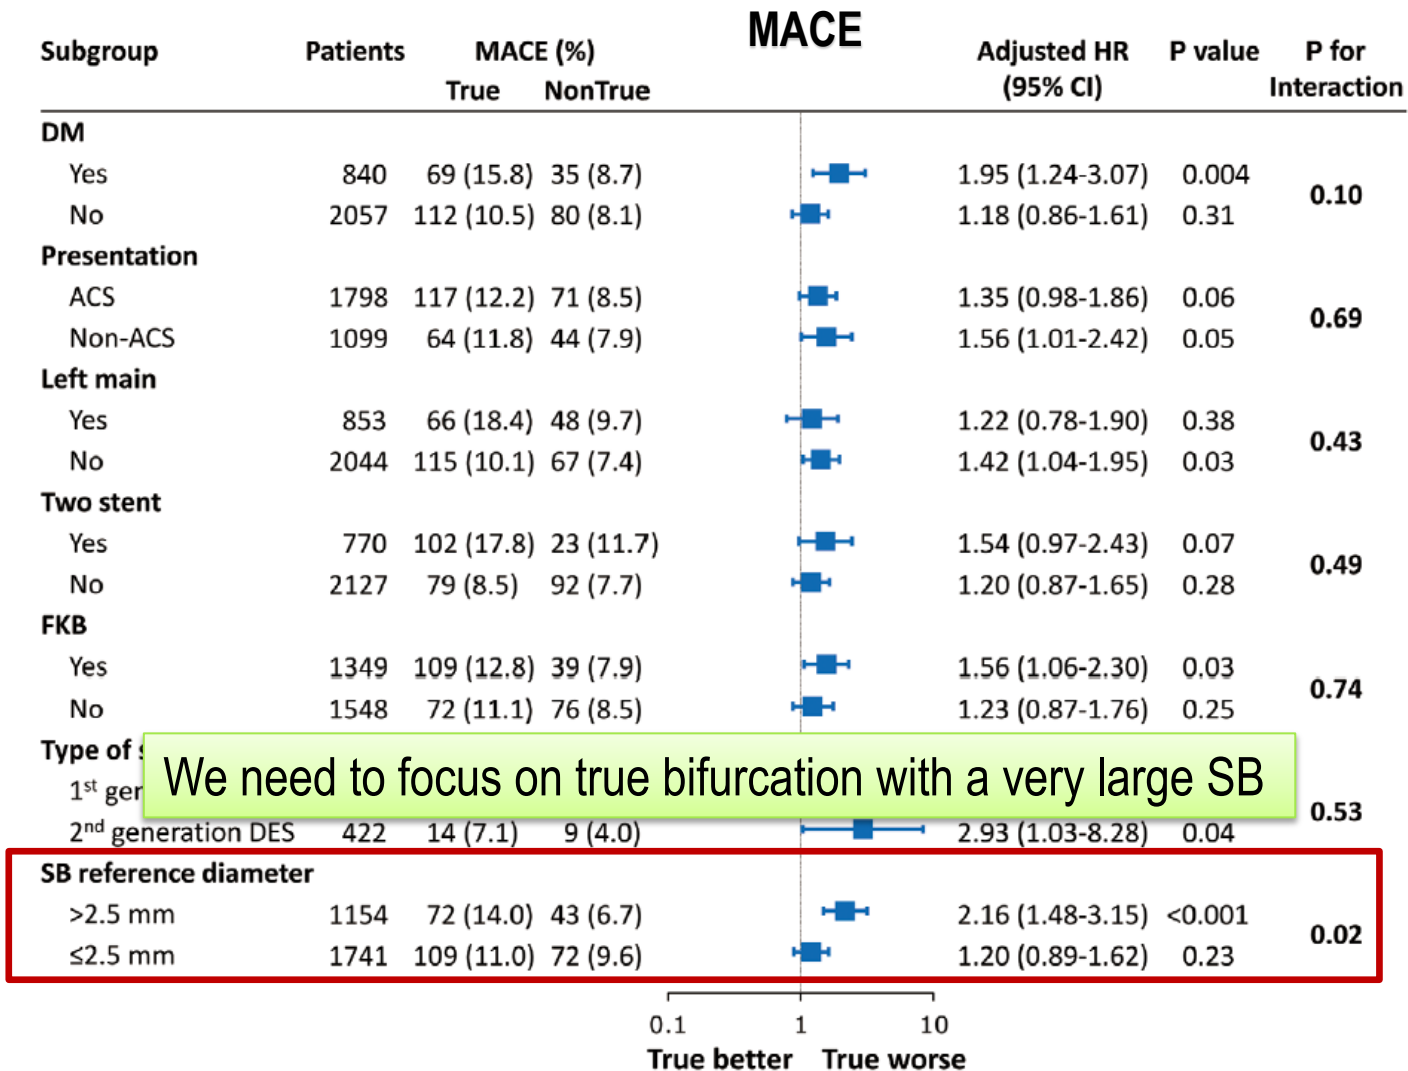 MACE
Subgroup Patients MACE (%) Adjusted HR P value P for
True NonTrue (95% CI) Interaction
DM
Yes 840 69 (15.8) 35 (8.7) 1.95 (1.24-3.07) 0.004
0.10
No 2057 112 (10.5) 80 (8.1) 1.18 (0.86-1.61) 0.31
Presentation
ACS 1798 117 (12.2) 71 (8.5) 1.35 (0.98-1.86) 0.06
0.69
Non-ACS 1099 64 (11.8) 44 (7.9) 1.56 (1.01-2.42) 0.05
Left main
Yes 853 66 (18.4) 48 (9.7) 1.22 (0.78-1.90) 0.38
0.43
No 2044 115 (10.1) 67 (7.4) 1.42 (1.04-1.95) 0.03
Two stent
Yes 770 102 (17.8) 23 (11.7) 1.54 (0.97-2.43) 0.07
0.49
No 2127 79 (8.5) 92 (7.7) 1.20 (0.87-1.65) 0.28
FKB
Yes 1349 109 (12.8) 39 (7.9) 1.56 (1.06-2.30) 0.03
0.74
No 1548 72 (11.1) 76 (8.5) 1.23 (0.87-1.76) 0.25
Type of
We need to focus on true bifurcation with a very large SB
1st ger
0.53
2nd generation DES 422 14 (7.1) 9 (4.0) 2.93 (1.03-8.28) 0.04
SB reference diameter
>2.5 mm 1154 72 (14.0) 43 (6.7) 2.16 (1.48-3.15) <0.001
0.02
≤2.5 mm 1741 109 (11.0) 72 (9.6) 1.20 (0.89-1.62) 0.23
0.1 1 10
True better True worse